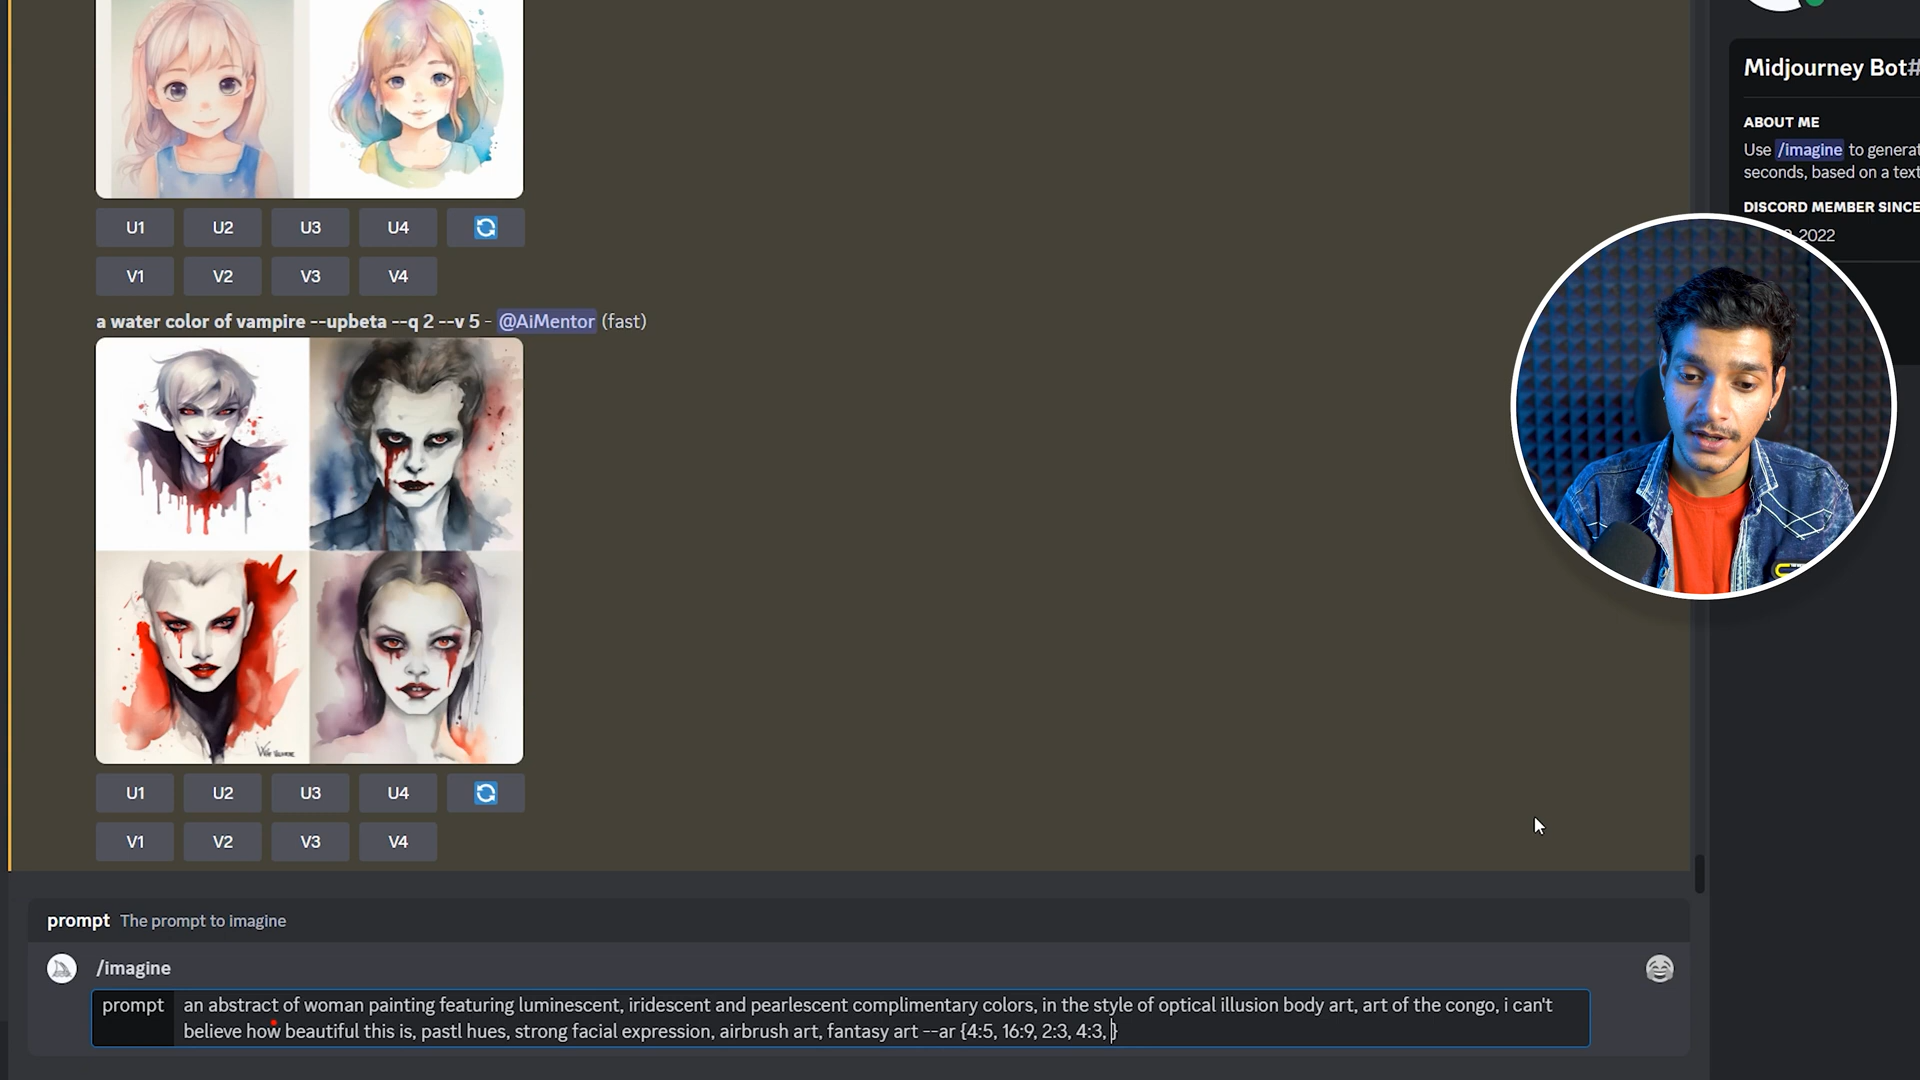 U1 U2 U3 U4
V1 V2 V3 V4
a water color of vampire --upbeta --q 2 --v 5 - @AiMentor (fast)
U1 U2 U3 U4
V1 V2 V3 V4
prompt The prompt to imagine
/imagine
prompt an abstract of woman painting featuring luminescent, iridescent and pearlescent complimentary colors, in the style of optical illusion body art, art of the congo, i can't
believe how beautiful this is, pastl hues, strong facial expression, airbrush art, fantasy art --ar {4:5, 16:9, 2:3, 4:3, }
Midjourney Bot#
ABOUT ME
Use /imagine to generat
seconds, based on a text
DISCORD MEMBER SINCE
2022